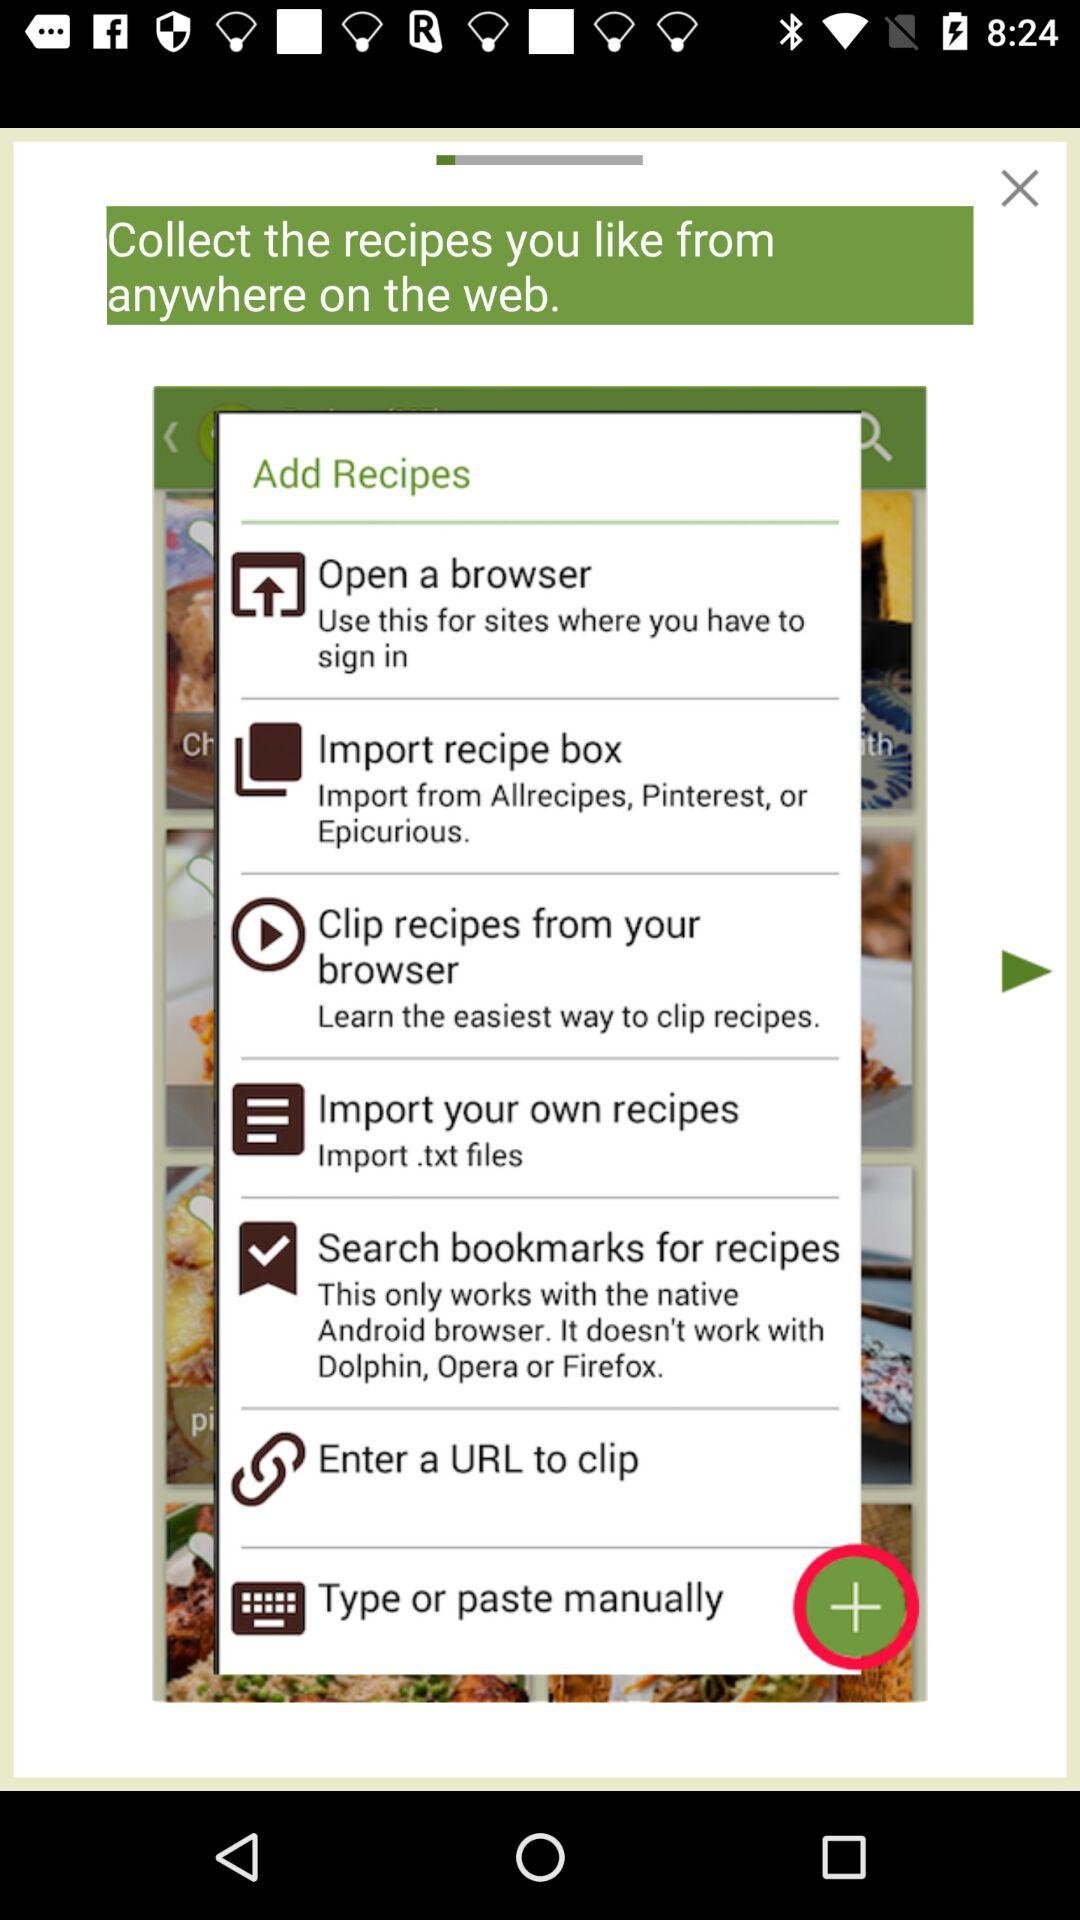 8:24
Collect the recipes you like from
anywhere on the web.
Add Recipes
Open a browser
Use this for sites where you have to
sign in
Import recipe box
Import from Allrecipes, Pinterest, or
Epicurious.
Clip recipes from your
browser
Learn the easiest way to clip recipes.
Import your own recipes
Import .txt files
Search bookmarks for recipes
This only works with the native
Android browser. It doesn't work with
Dolphin, Opera or Firefox.
Enter a URL to clip
Type or paste manually